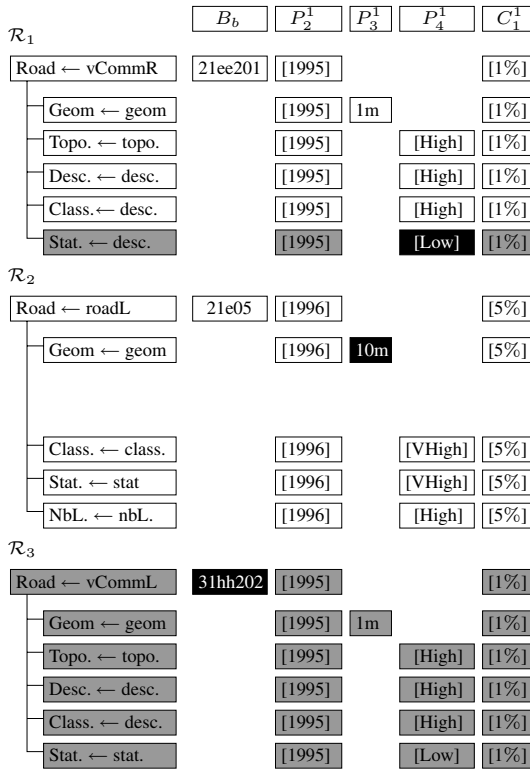 B_b P_2^1 P_3^1 P_4^1 C_1^1
R_1
Road ← vCommR 21ee201 [1995] [1%]
Geom ← geom [1995] 1m [1%]
Topo. ← topo. [1995] [High] [1%]
Desc. ← desc. [1995] [High] [1%]
Class.← desc. [1995] [High] [1%]
Stat. ← desc. [1995] [Low] [1%]
R_2
Road ← roadL 21e05 [1996] [5%]
Geom ← geom [1996] 10m [5%]
Class. ← class. [1996] [VHigh] [5%]
Stat. ← stat [1996] [VHigh] [5%]
NbL. ← nbL. [1996] [High] [5%]
R_3
Road ← vCommL 31hh202 [1995] [1%]
Geom ← geom [1995] 1m [1%]
Topo. ← topo. [1995] [High] [1%]
Desc. ← desc. [1995] [High] [1%]
Class. ← desc. [1995] [High] [1%]
Stat. ← stat. [1995] [Low] [1%]